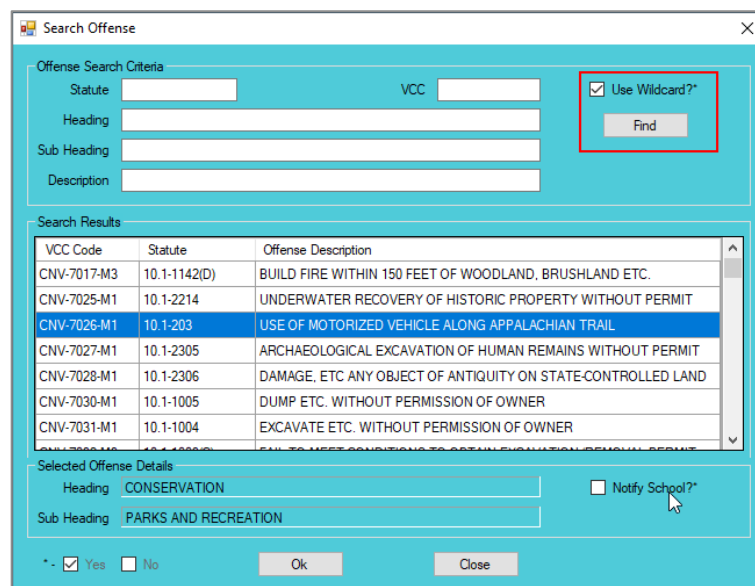 Search Offense
Offense Search Criteria
Statute VCC Use Wildcard?*
Heading Find
Sub Heading
Description
Search Results
VCC Code Statute Offense Description
CNV-7017-M3 10.1-1142(D) BUILD FIRE WITHIN 150 FEET OF WOODLAND, BRUSHLAND ETC.
CNV-7025-M1 10.1-2214 UNDERWATER RECOVERY OF HISTORIC PROPERTY WITHOUT PERMIT
CNV-7026-M1 10.1-203 USE OF MOTORIZED VEHICLE ALONG APPALACHIAN TRAIL
CNV-7027-M1 10.1-2305 ARCHAEOLOGICAL EXCAVATION OF HUMAN REMAINS WITHOUT PERMIT
CNV-7028-M1 10.1-2306 DAMAGE, ETC ANY OBJECT OF ANTIQUITY ON STATE-CONTROLLED LAND
CNV-7030-M1 10.1-1005 DUMP ETC. WITHOUT PERMISSION OF OWNER
CNV-7031-M1 10.1-1004 EXCAVATE ETC. WITHOUT PERMISSION OF OWNER
Selected Offense Details
Heading CONSERVATION Notify School?*
Sub Heading PARKS AND RECREATION
* - Yes No Ok Close